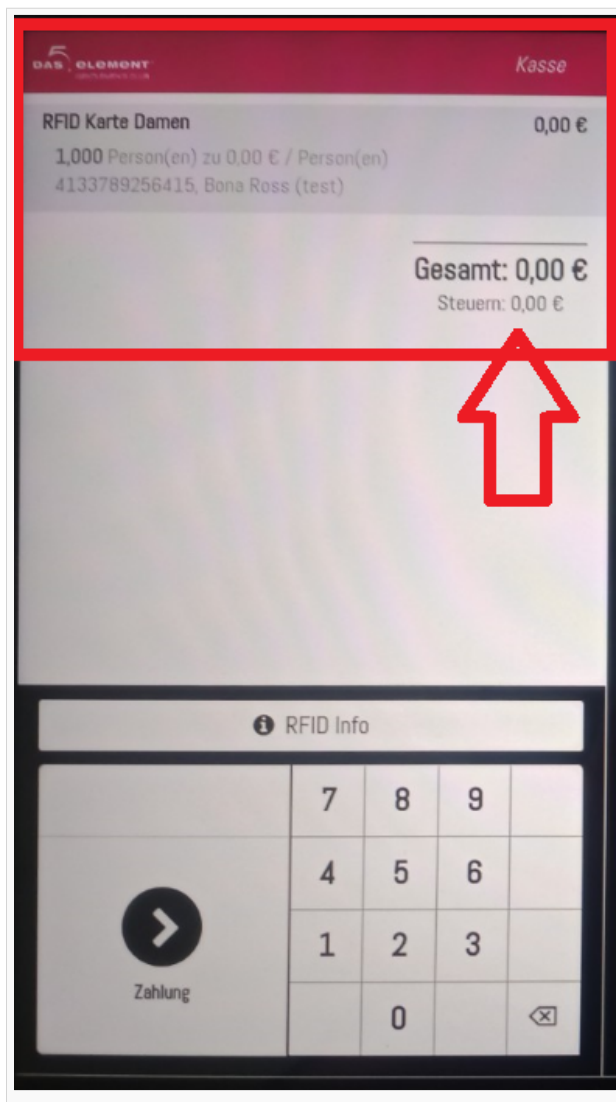 DAS 5 ELEMENT
Kasse
RFID Karte Damen 0,00 €
1,000 Person(en) zu 0,00 € / Person(en)
4133789256415, Bona Ross (test)
Gesamt: 0,00 €
Steuern: 0,00 €
RFID Info
7 8 9
4 5 6
1 2 3
Zahlung
0